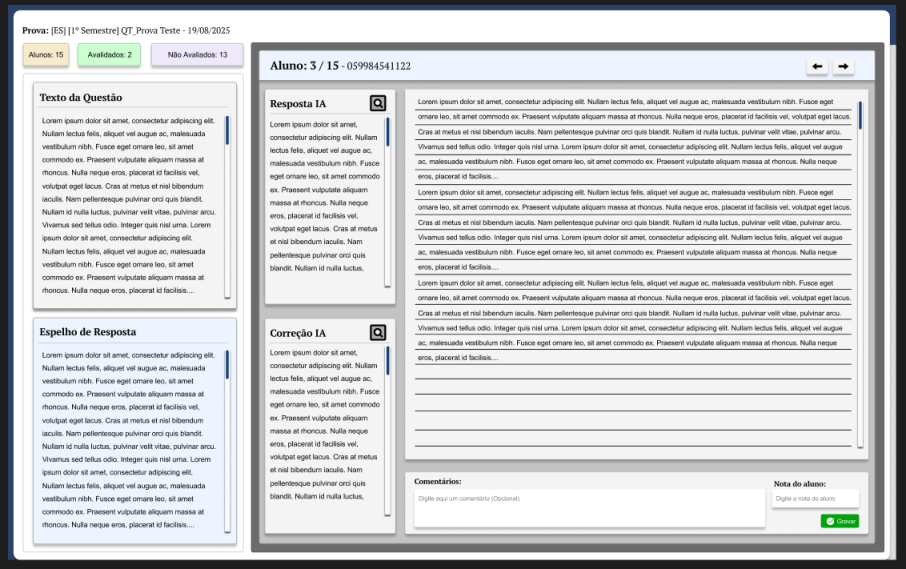 Prova: [ES] [1º Semestre] QT_Prova Teste - 19/08/2025
Alunos: 15
Avalidados: 2
Não Avaliados: 13
Texto da Questão
Lorem ipsum dolor sit amet, consectetur adipiscing elit.
Nullam lectus felis, aliquet vel augue ac, malesuada
vestibulum nibh. Fusce eget ornare leo, sit amet
commodo ex. Praesent vulputate aliquam massa at
rhoncus. Nulla neque eros, placerat id facilisis vel,
volutpat eget lacus. Cras at metus et nisl bibendum
iaculis. Nam pellentesque pulvinar orci quis blandit.
Nullam id nulla luctus, pulvinar velit vitae, pulvinar arcu.
Vivamus sed tellus odio. Integer quis nisl urna. Lorem
ipsum dolor sit amet, consectetur adipiscing elit.
Nullam lectus felis, aliquet vel augue ac, malesuada
vestibulum nibh. Fusce eget ornare leo, sit amet
commodo ex. Praesent vulputate aliquam massa at
rhoncus. Nulla neque eros, placerat id facilisis....
Espelho de Resposta
Lorem ipsum dolor sit amet, consectetur adipiscing elit.
Nullam lectus felis, aliquet vel augue ac, malesuada
vestibulum nibh. Fusce eget ornare leo, sit amet
commodo ex. Praesent vulputate aliquam massa at
rhoncus. Nulla neque eros, placerat id facilisis vel,
volutpat eget lacus. Cras at metus et nisl bibendum
iaculis. Nam pellentesque pulvinar orci quis blandit.
Nullam id nulla luctus, pulvinar velit vitae, pulvinar arcu.
Vivamus sed tellus odio. Integer quis nisl urna. Lorem
ipsum dolor sit amet, consectetur adipiscing elit.
Nullam lectus felis, aliquet vel augue ac, malesuada
vestibulum nibh. Fusce eget ornare leo, sit amet
commodo ex. Praesent vulputate aliquam massa at
rhoncus. Nulla neque eros, placerat id facilisis....
Aluno: 3 / 15 - 059984541122
Resposta IA
Lorem ipsum dolor sit amet,
consectetur adipiscing elit. Nullam
lectus felis, aliquet vel augue ac,
malesuada vestibulum nibh. Fusce
eget ornare leo, sit amet commodo
ex. Praesent vulputate aliquam
massa at rhoncus. Nulla neque
eros, placerat id facilisis vel,
volutpat eget lacus. Cras at metus
et nisl bibendum iaculis. Nam
pellentesque pulvinar orci quis
blandit. Nullam id nulla luctus,
Correção IA
Lorem ipsum dolor sit amet,
consectetur adipiscing elit. Nullam
lectus felis, aliquet vel augue ac,
malesuada vestibulum nibh. Fusce
eget ornare leo, sit amet commodo
ex. Praesent vulputate aliquam
massa at rhoncus. Nulla neque
eros, placerat id facilisis vel,
volutpat eget lacus. Cras at metus
et nisl bibendum iaculis. Nam
pellentesque pulvinar orci quis
blandit. Nullam id nulla luctus,
Lorem ipsum dolor sit amet, consectetur adipiscing elit. Nullam lectus felis, aliquet vel augue ac, malesuada vestibulum nibh. Fusce eget
ornare leo, sit amet commodo ex. Praesent vulputate aliquam massa at rhoncus. Nulla neque eros, placerat id facilisis vel, volutpat eget lacus.
Cras at metus et nisl bibendum iaculis. Nam pellentesque pulvinar orci quis blandit. Nullam id nulla luctus, pulvinar velit vitae, pulvinar arcu.
Vivamus sed tellus odio. Integer quis nisl urna. Lorem ipsum dolor sit amet, consectetur adipiscing elit. Nullam lectus felis, aliquet vel augue
ac, malesuada vestibulum nibh. Fusce eget ornare leo, sit amet commodo ex. Praesent vulputate aliquam massa at rhoncus. Nulla neque
eros, placerat id facilisis....
Lorem ipsum dolor sit amet, consectetur adipiscing elit. Nullam lectus felis, aliquet vel augue ac, malesuada vestibulum nibh. Fusce eget
ornare leo, sit amet commodo ex. Praesent vulputate aliquam massa at rhoncus. Nulla neque eros, placerat id facilisis vel, volutpat eget lacus.
Cras at metus et nisl bibendum iaculis. Nam pellentesque pulvinar orci quis blandit. Nullam id nulla luctus, pulvinar velit vitae, pulvinar arcu.
Vivamus sed tellus odio. Integer quis nisl urna. Lorem ipsum dolor sit amet, consectetur adipiscing elit. Nullam lectus felis, aliquet vel augue
ac, malesuada vestibulum nibh. Fusce eget ornare leo, sit amet commodo ex. Praesent vulputate aliquam massa at rhoncus. Nulla neque
eros, placerat id facilisis....
Lorem ipsum dolor sit amet, consectetur adipiscing elit. Nullam lectus felis, aliquet vel augue ac, malesuada vestibulum nibh. Fusce eget
ornare leo, sit amet commodo ex. Praesent vulputate aliquam massa at rhoncus. Nulla neque eros, placerat id facilisis vel, volutpat eget lacus.
Cras at metus et nisl bibendum iaculis. Nam pellentesque pulvinar orci quis blandit. Nullam id nulla luctus, pulvinar velit vitae, pulvinar arcu.
Vivamus sed tellus odio. Integer quis nisl urna. Lorem ipsum dolor sit amet, consectetur adipiscing elit. Nullam lectus felis, aliquet vel augue
ac, malesuada vestibulum nibh. Fusce eget ornare leo, sit amet commodo ex. Praesent vulputate aliquam massa at rhoncus. Nulla neque
eros, placerat id facilisis....
Comentários:
Digite aqui um comentário (Opcional)
Nota do aluno:
Digite a nota do aluno
Gravar